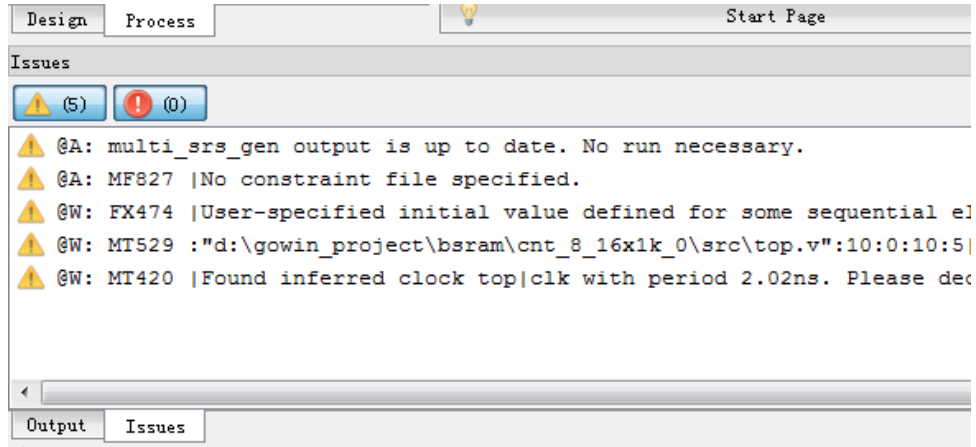 Design Process
Start Page
Issues
(5) (0)
@A: multi_srs_gen output is up to date. No run necessary.
@A: MF827 |No constraint file specified.
@W: FX474 |User-specified initial value defined for some sequential
@W: MT529 :"d:\gowin_project\bsram\cnt_8_16x1k_0\src\top.v":10:0:10:5|
@W: MT420 |Found inferred clock top|clk with period 2.02ns. Please
Output Issues